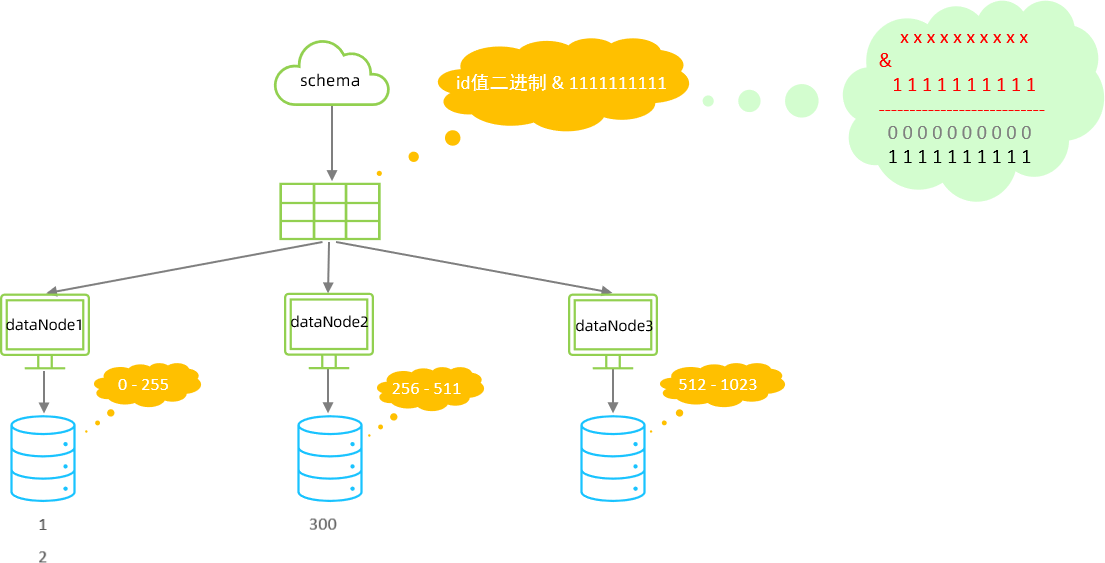 schema
id值二进制 & 1111111111
x x x x x x x x x x
&
1 1 1 1 1 1 1 1 1 1
----------------------------
0 0 0 0 0 0 0 0 0 0
1 1 1 1 1 1 1 1 1 1
dataNode1
dataNode2
dataNode3
0 - 255
256 - 511
512 - 1023
1
300
2